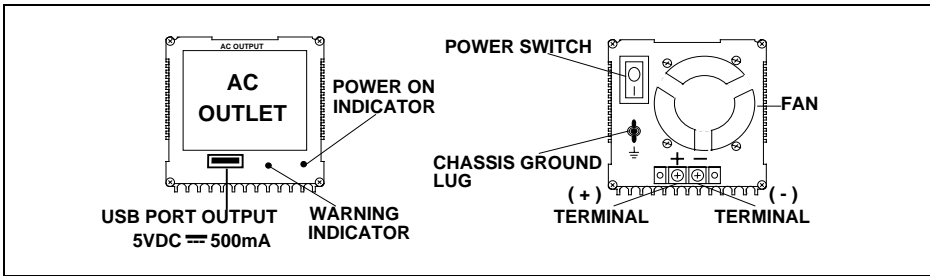 AC OUTPUT
AC
OUTLET
POWER ON
INDICATOR
USB PORT OUTPUT
5VDC ⎓ 500mA
WARNING
INDICATOR
POWER SWITCH
FAN
CHASSIS GROUND
LUG
+ −
( + )
TERMINAL
( - )
TERMINAL